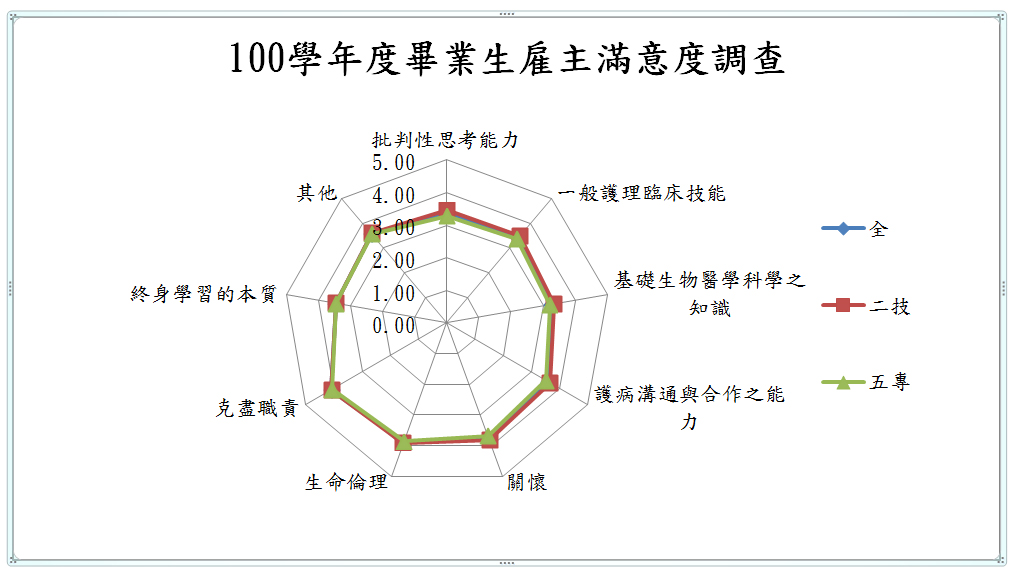 100學年度畢業生雇主滿意度調查
批判性思考能力
5.00
其他
一般護理臨床技能
4.00
3.00
全
2.00
基礎生物醫學科學之
知識
終身學習的本質
1.00
二技
0.00
五專
護病溝通與合作之能
力
克盡職責
生命倫理
關懷